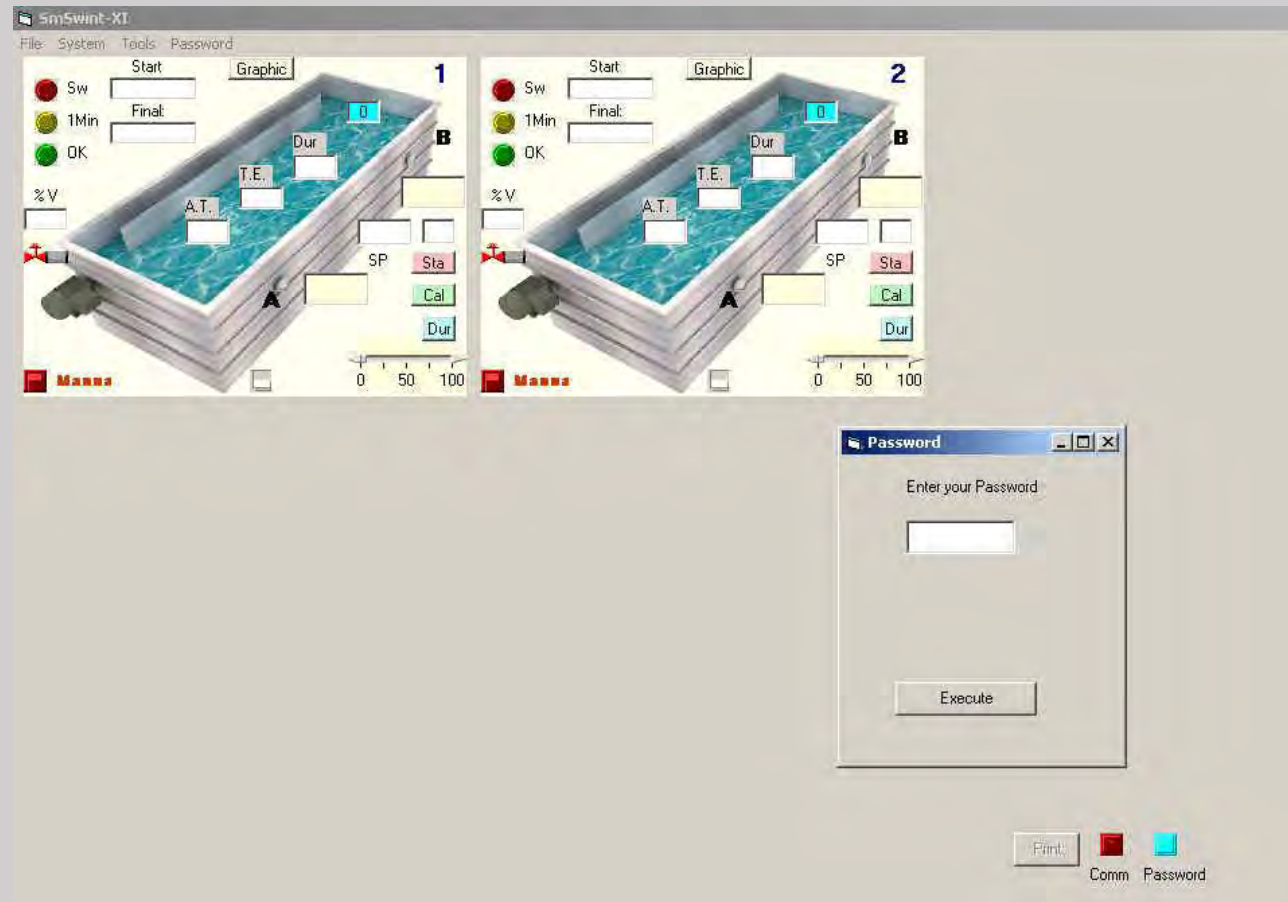 SmSwint-XI
File System Tools Password
Start
Graphic
1
Sw
1Min
Final:
0
OK
Dur
B
T.E.
%V
A.T.
SP
Sta
A
Cal
Dur
Manua
0 50 100
Start
Graphic
2
Sw
1Min
Final:
0
OK
Dur
B
T.E.
%V
A.T.
SP
Sta
A
Cal
Dur
Manua
0 50 100
Password
Enter your Password
Execute
Print
Comm Password